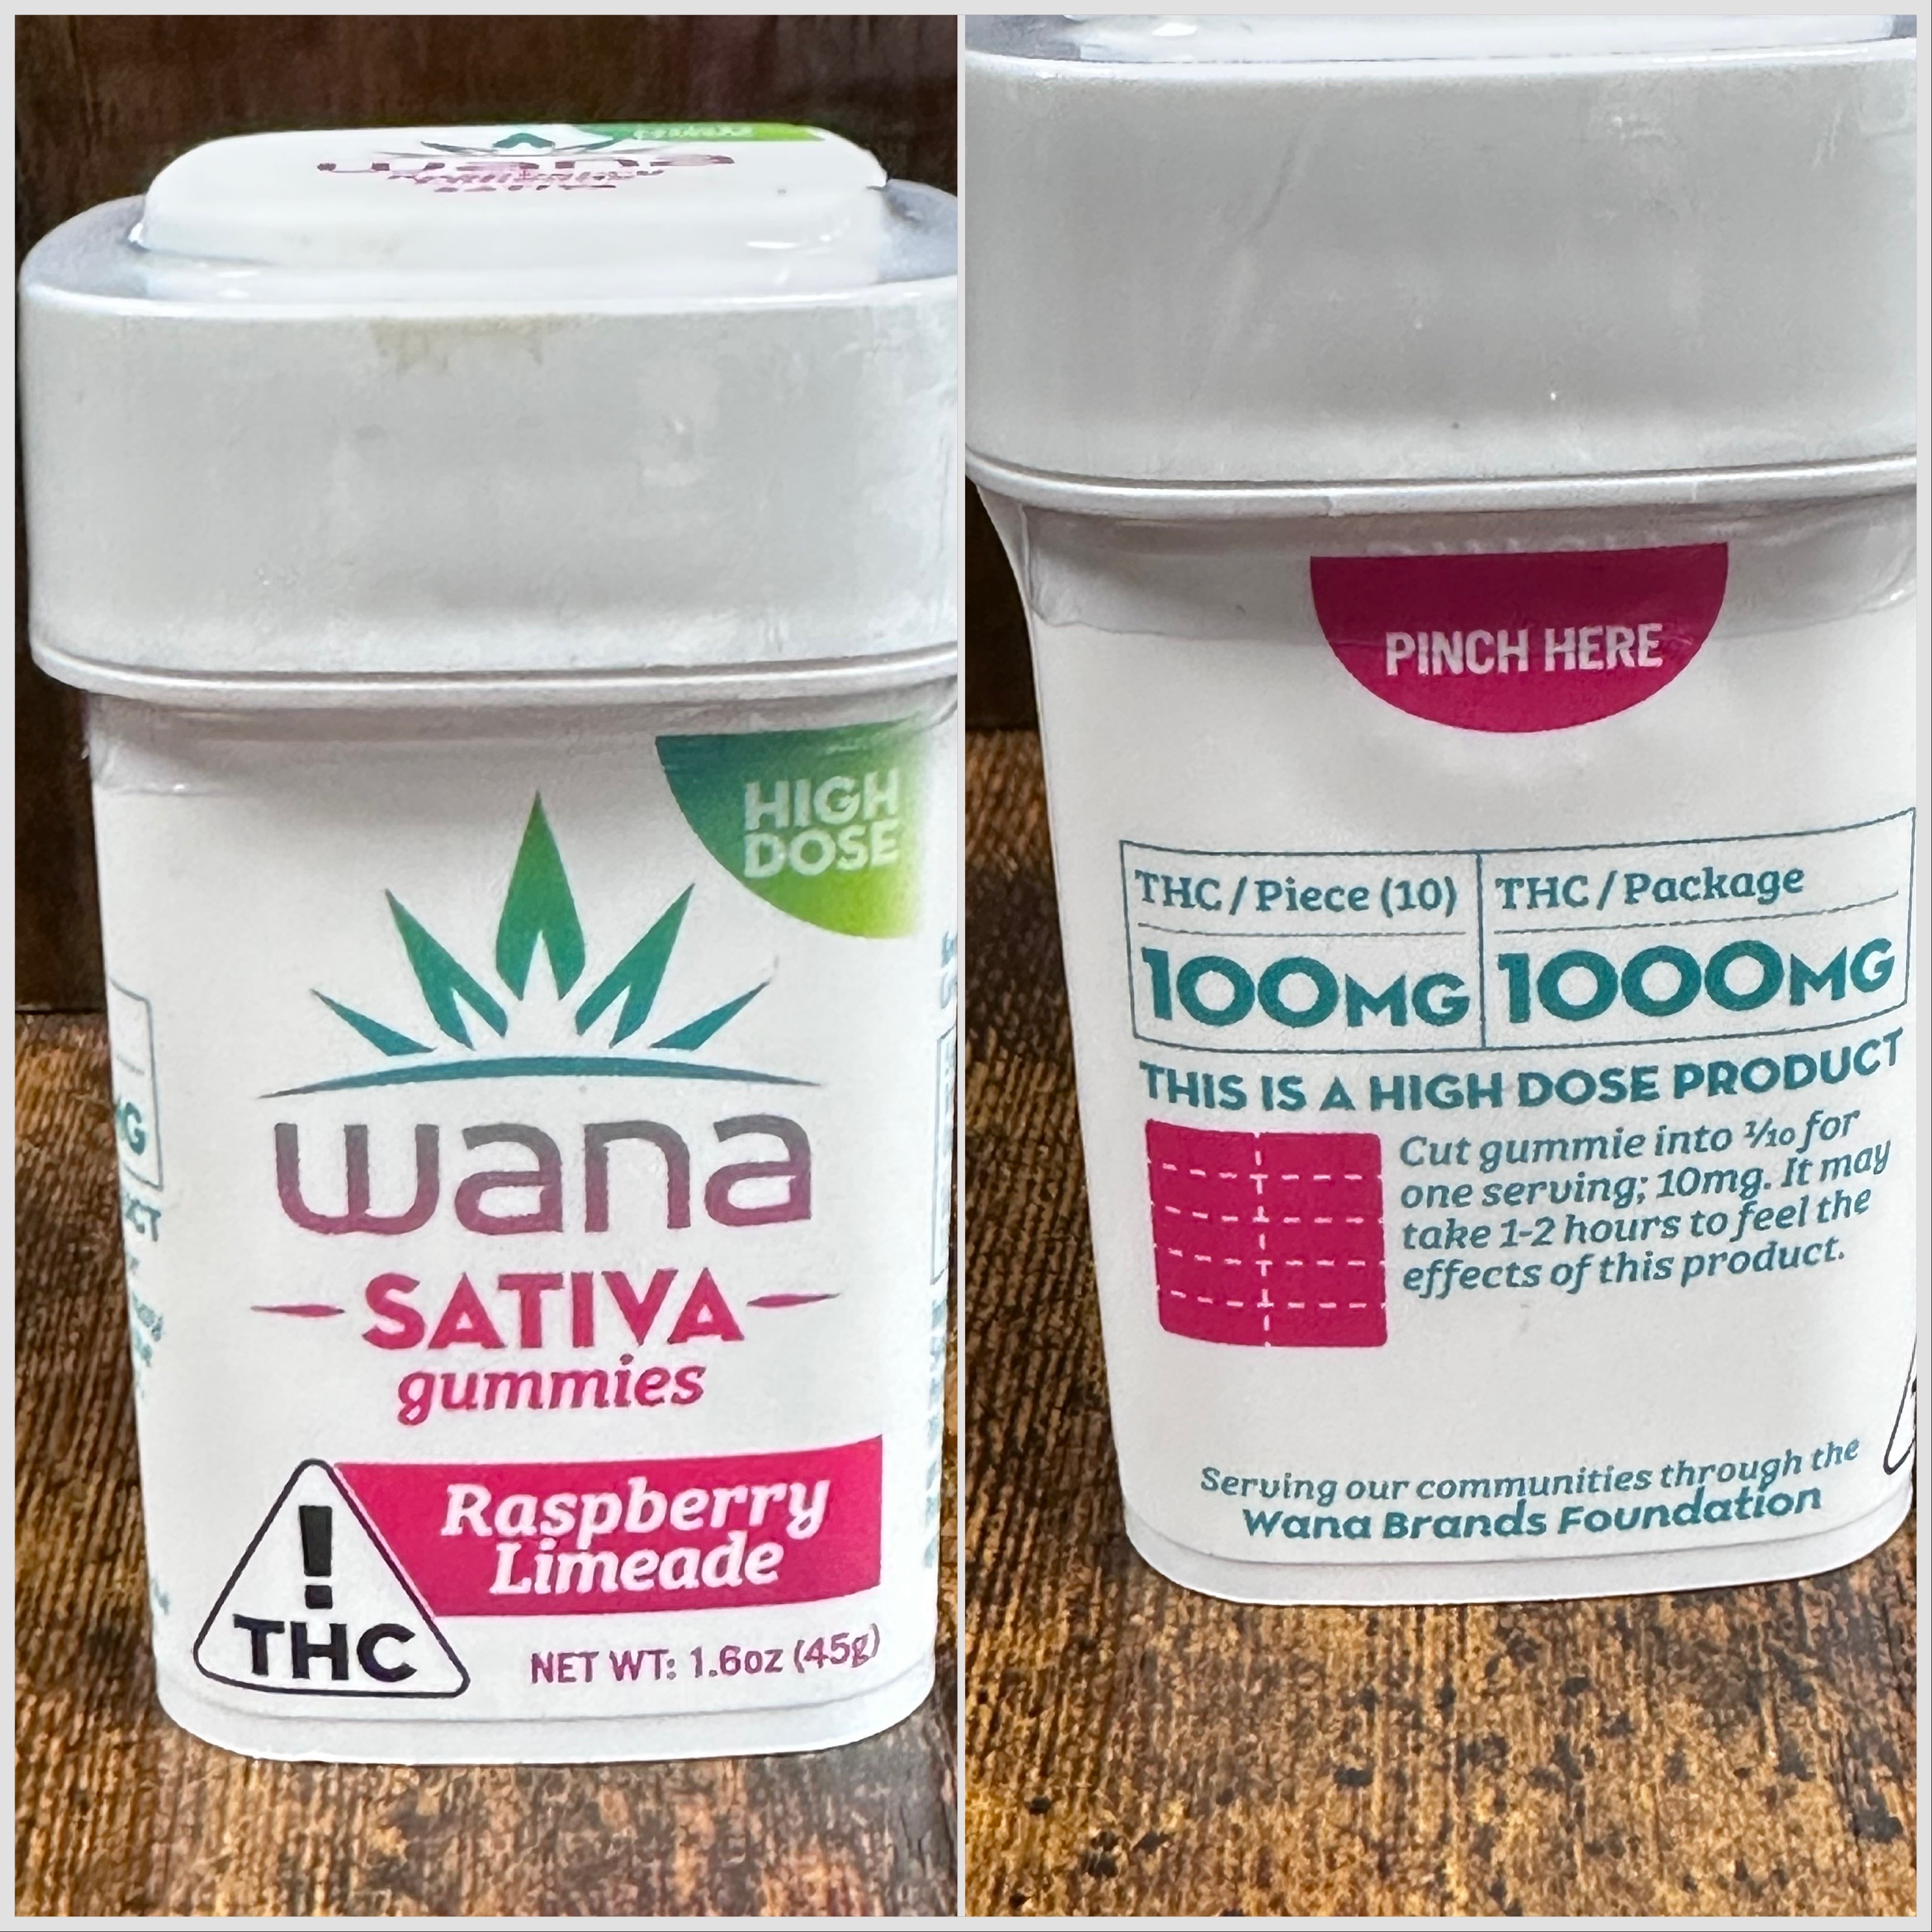 wana
HIGH
DOSE
wana
SATIVA
gummies
Raspberry
Limeade
!
THC
NET WT: 1.6oz (45g)
PINCH HERE
THC/Piece (10)
THC/Package
100MG
1000MG
THIS IS A HIGH DOSE PRODUCT
Cut gummie into 1/10 for
one serving; 10mg. It may
take 1-2 hours to feel the
effects of this product.
Serving our communities through the
Wana Brands Foundation